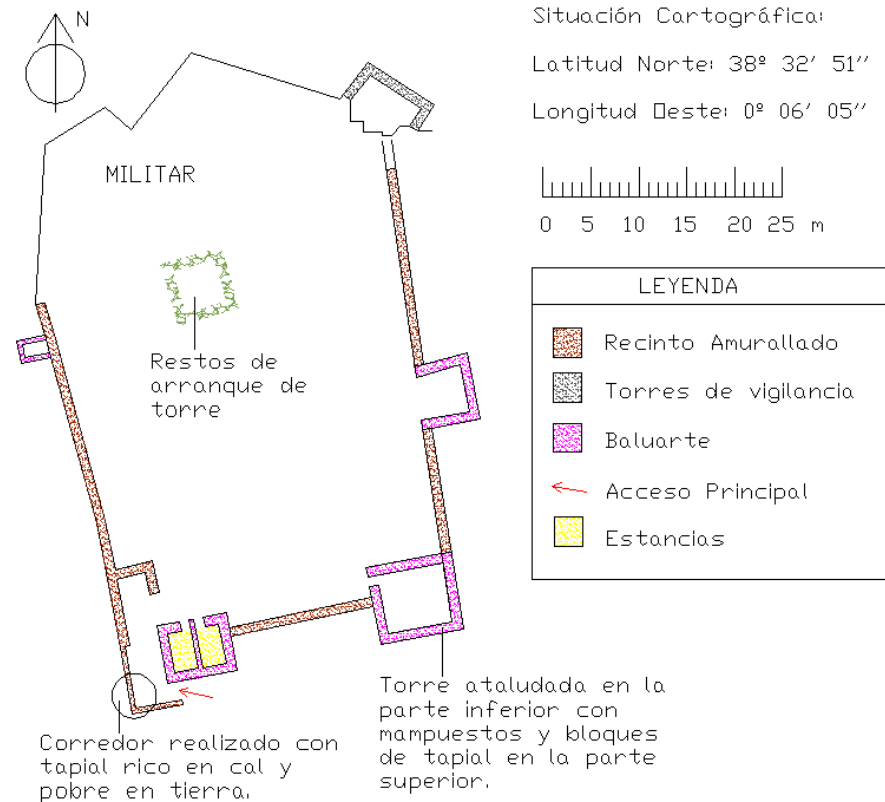 N
Situación Cartográfica:
Latitud Norte: 38º 32′ 51′′
Longitud Oeste: 0º 06′ 05′′
MILITAR
0 5 10 15 20 25 m
LEYENDA
Recinto Amurallado
Torres de vigilancia
Baluarte
Acceso Principal
Estancias
Restos de
arranque de
torre
Torre ataludada en la
parte inferior con
mampuestos y bloques
de tapial en la parte
superior.
Corredor realizado con
tapial rico en cal y
pobre en tierra.